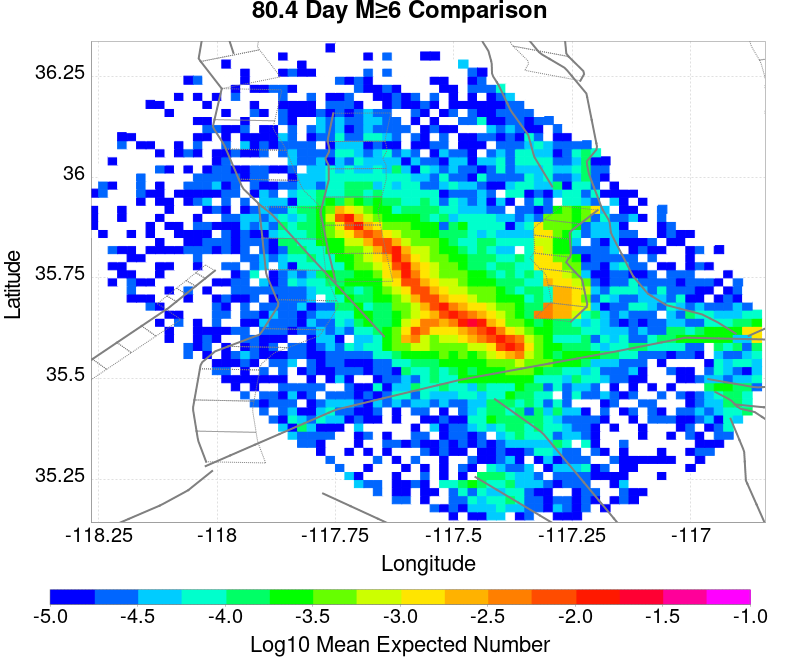 80.4 Day M≥6 Comparison
36.25
36
35.75
35.5
35.25
Latitude
-118.25 -118 -117.75 -117.5 -117.25 -117
Longitude
-5.0 -4.5 -4.0 -3.5 -3.0 -2.5 -2.0 -1.5 -1.0
Log10 Mean Expected Number